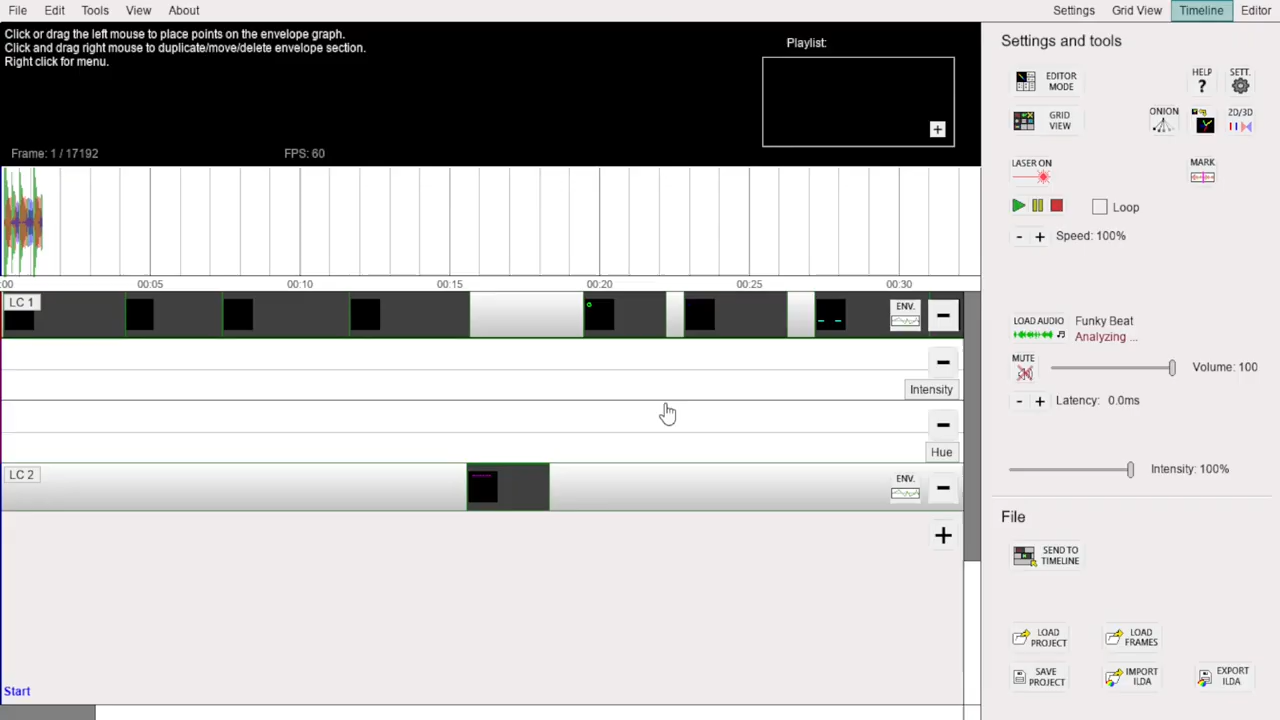 File Edit Tools View About Settings Grid View Timeline Editor
Click or drag the left mouse to place points on the envelope graph.
Click and drag right mouse to duplicate/move/delete envelope section.
Right click for menu.
Playlist:
+
Frame: 1 / 17192 FPS: 60
:00 00:05 00:10 00:15 00:20 00:25 00:30
LC 1 ENV.
Intensity
Hue
LC 2 ENV.
+
Start
Settings and tools
EDITOR MODE
HELP ?
SETT.
GRID VIEW
ONION
2D/3D
LASER ON
MARK
Loop
- + Speed: 100%
LOAD AUDIO Funky Beat
Analyzing ...
MUTE Volume: 100
- + Latency: 0.0ms
Intensity: 100%
File
SEND TO TIMELINE
LOAD PROJECT
LOAD FRAMES
SAVE PROJECT
IMPORT ILDA
EXPORT ILDA